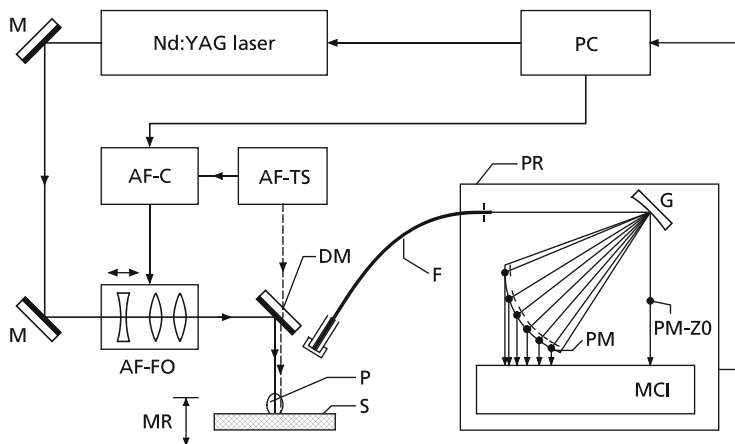 M
Nd:YAG laser
PC
AF-C
AF-TS
PR
G
DM
F
M
AF-FO
PM
PM-Z0
P
MCI
MR
S